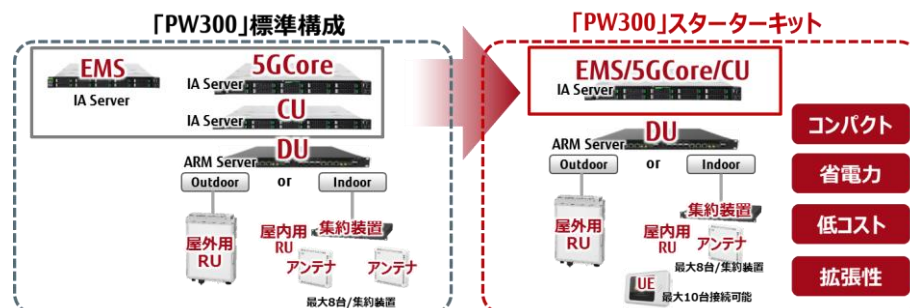 「PW300」標準構成
EMS
IA Server
5GCore
IA Server
CU
IA Server
DU
ARM Server
Outdoor
or
Indoor
屋外用
RU
屋内用
RU
集約装置
アンテナ
アンテナ
最大8台/集約装置
「PW300」スターターキット
EMS/5GCore/CU
IA Server
DU
ARM Server
Outdoor
or
Indoor
屋外用
RU
集約装置
屋内用
RU
アンテナ
最大8台/集約装置
UE
最大10台接続可能
コンパクト
省電力
低コスト
拡張性